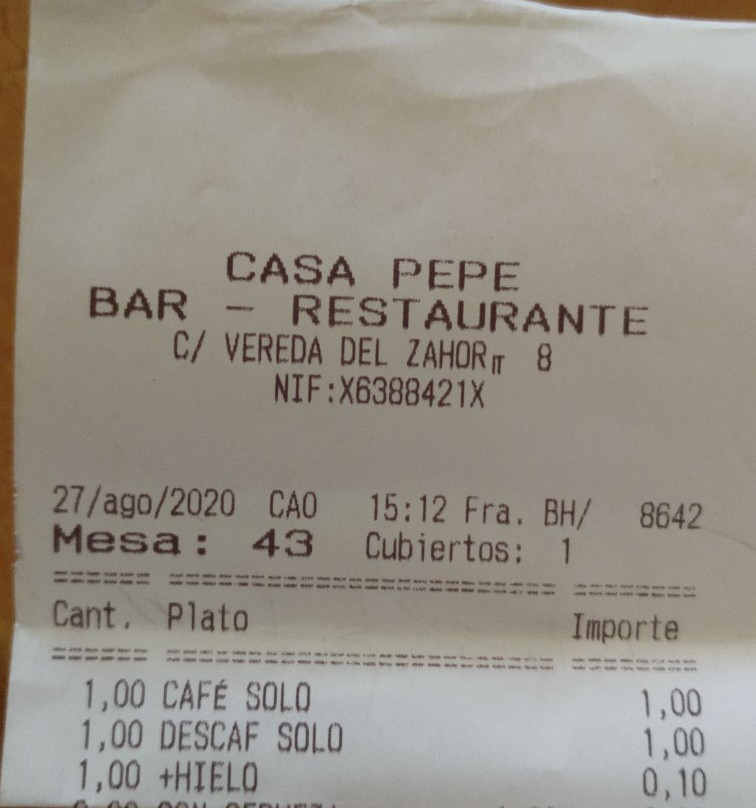 CASA PEPE
BAR - RESTAURANTE
C/ VEREDA DEL ZAHOR╥ 8
NIF:X6388421X
27/ago/2020 CAO 15:12 Fra. BH/ 8642
Mesa: 43 Cubiertos: 1
Cant. Plato Importe
1,00 CAFÉ SOLO 1,00
1,00 DESCAF SOLO 1,00
1,00 +HIELO 0,10